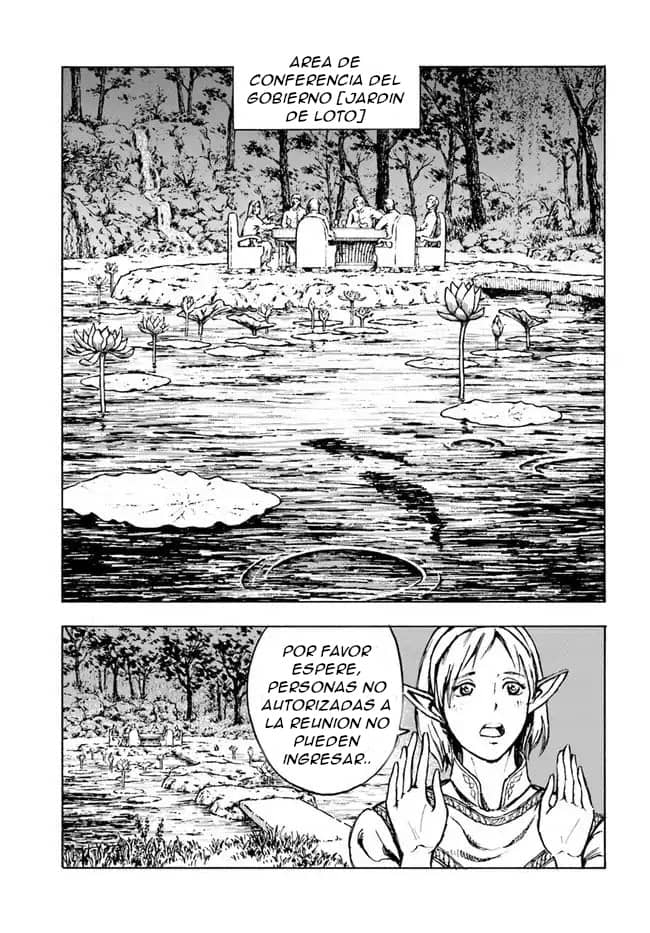 AREA DE
CONFERENCIA DEL
GOBIERNO [JARDIN
DE LOTO]
POR FAVOR
ESPERE,
PERSONAS NO
AUTORIZADAS A
LA REUNION NO
PUEDEN
INGRESAR..